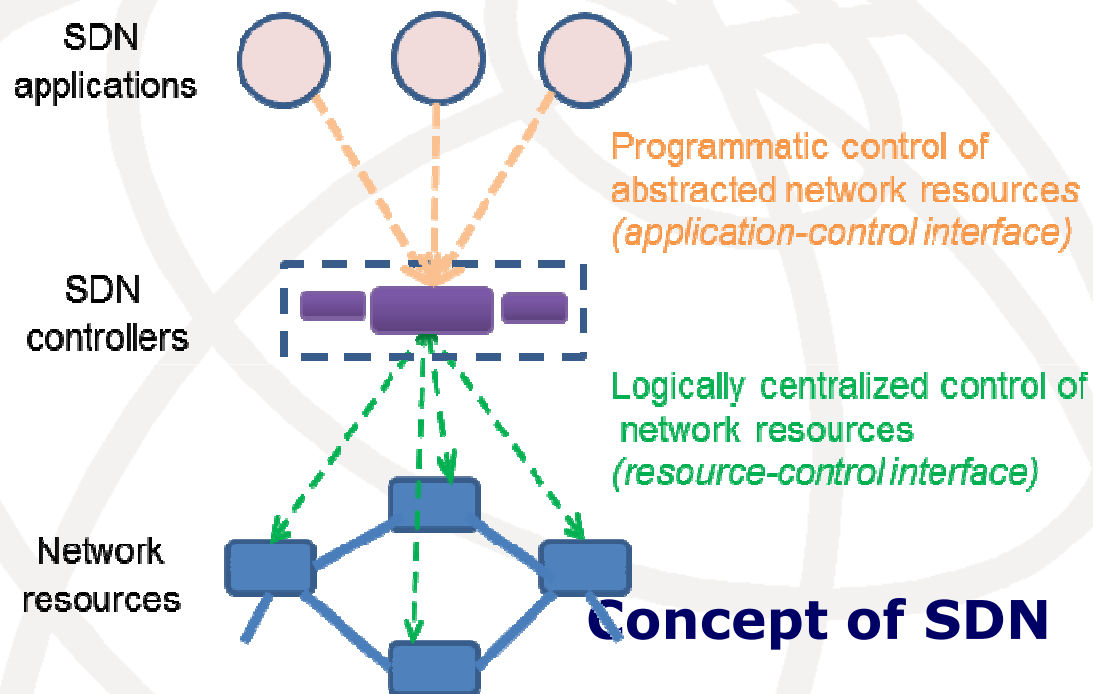 SDN
applications
Programmatic control of
abstracted network resources
(application-control interface)
SDN
controllers
Logically centralized control of
network resources
(resource-control interface)
Network
resources
Concept of SDN